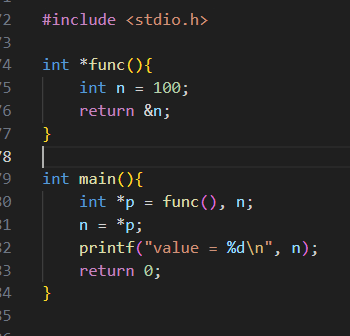 72 #include <stdio.h>
73
74 int *func(){
75     int n = 100;
76     return &n;
77 }
78
79 int main(){
80     int *p = func(), n;
81     n = *p;
82     printf("value = %d\n", n);
83     return 0;
84 }
85